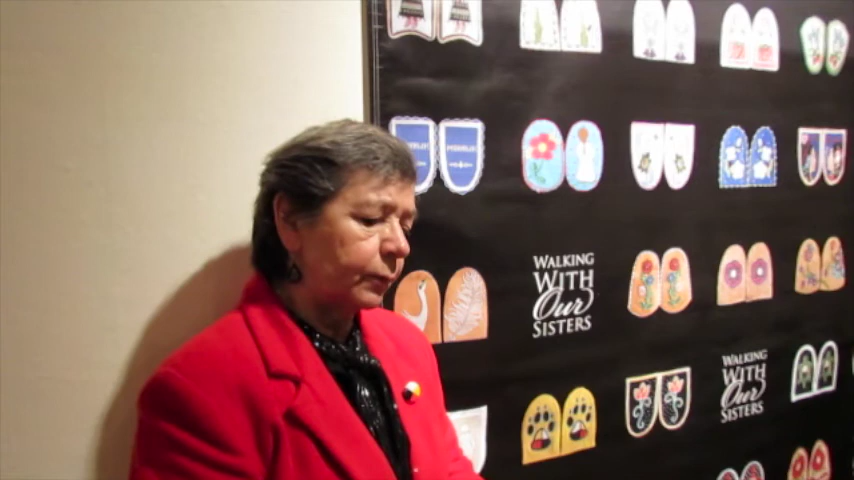 WALKING
WITH
Our
SISTERS
WALKING
WITH
Our
SISTERS